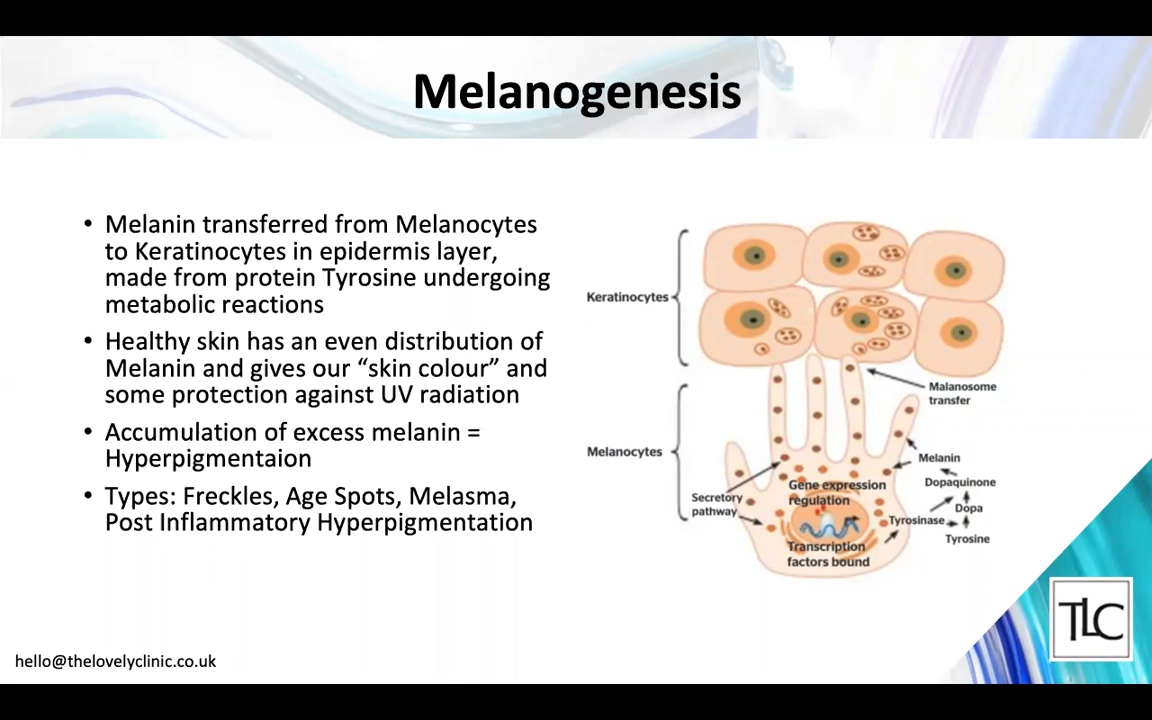 Melanogenesis
• Melanin transferred from Melanocytes
to Keratinocytes in epidermis layer,
made from protein Tyrosine undergoing
metabolic reactions
• Healthy skin has an even distribution of
Melanin and gives our “skin colour” and
some protection against UV radiation
• Accumulation of excess melanin =
Hyperpigmentaion
• Types: Freckles, Age Spots, Melasma,
Post Inflammatory Hyperpigmentation
Keratinocytes
Malanosome
transfer
Melanocytes
Melanin
Dopaquinone
Dopa
Tyrosinase
Tyrosine
Secretory
pathway
Gene expression
regulation
Transcription
factors bound
TLC
hello@thelovelyclinic.co.uk